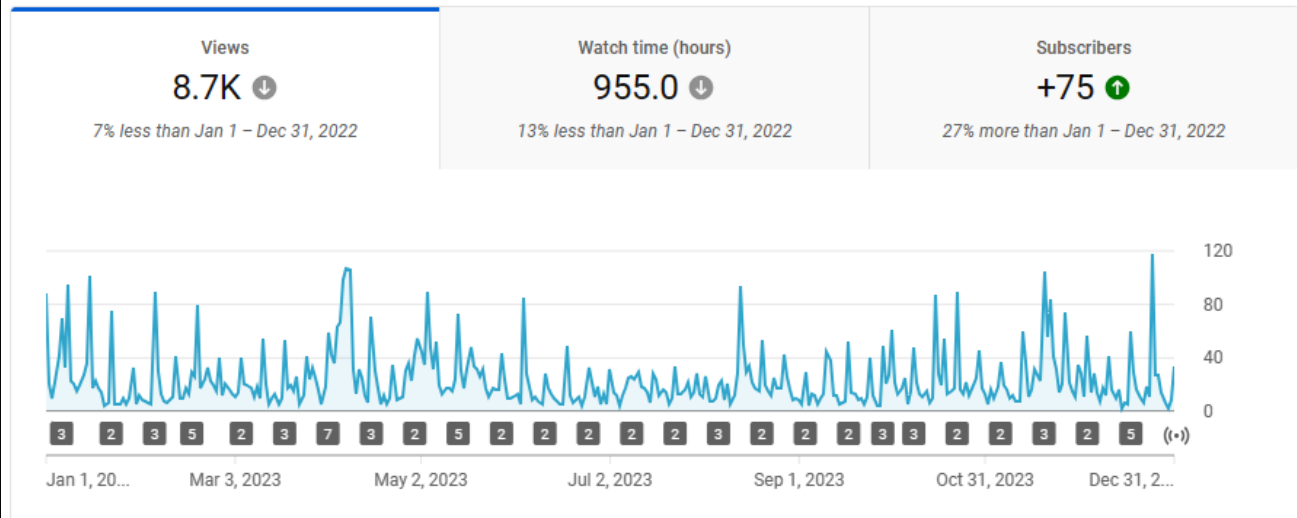 Views
8.7K
7% less than Jan 1 – Dec 31, 2022
Watch time (hours)
955.0
13% less than Jan 1 – Dec 31, 2022
Subscribers
+75
27% more than Jan 1 – Dec 31, 2022
120
80
40
0
3 2 3 5 2 3 7 3 2 5 2 2 2 2 2 3 2 2 2 3 3 2 2 3 2 5
Jan 1, 20... Mar 3, 2023 May 2, 2023 Jul 2, 2023 Sep 1, 2023 Oct 31, 2023 Dec 31, 2...